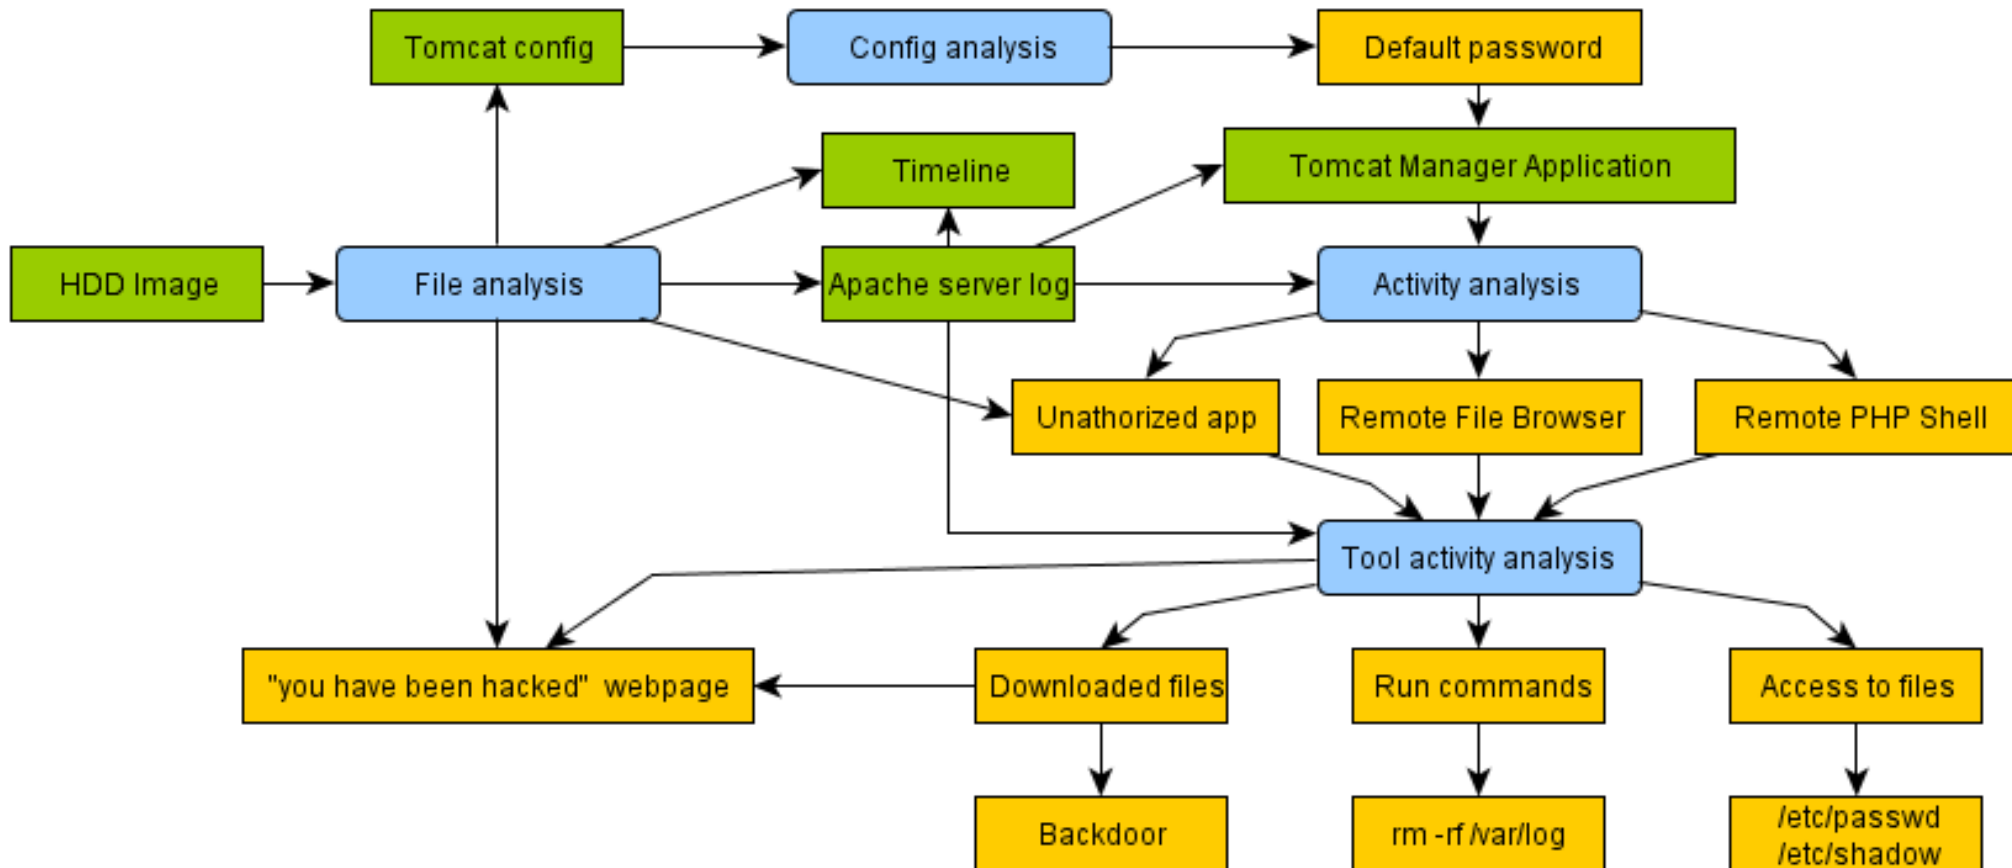 Tomcat config
Config analysis
Default password
Timeline
Tomcat Manager Application
HDD Image
File analysis
Apache server log
Activity analysis
Unathorized app
Remote File Browser
Remote PHP Shell
Tool activity analysis
"you have been hacked" webpage
Downloaded files
Run commands
Access to files
Backdoor
rm -rf /var/log
/etc/passwd
/etc/shadow